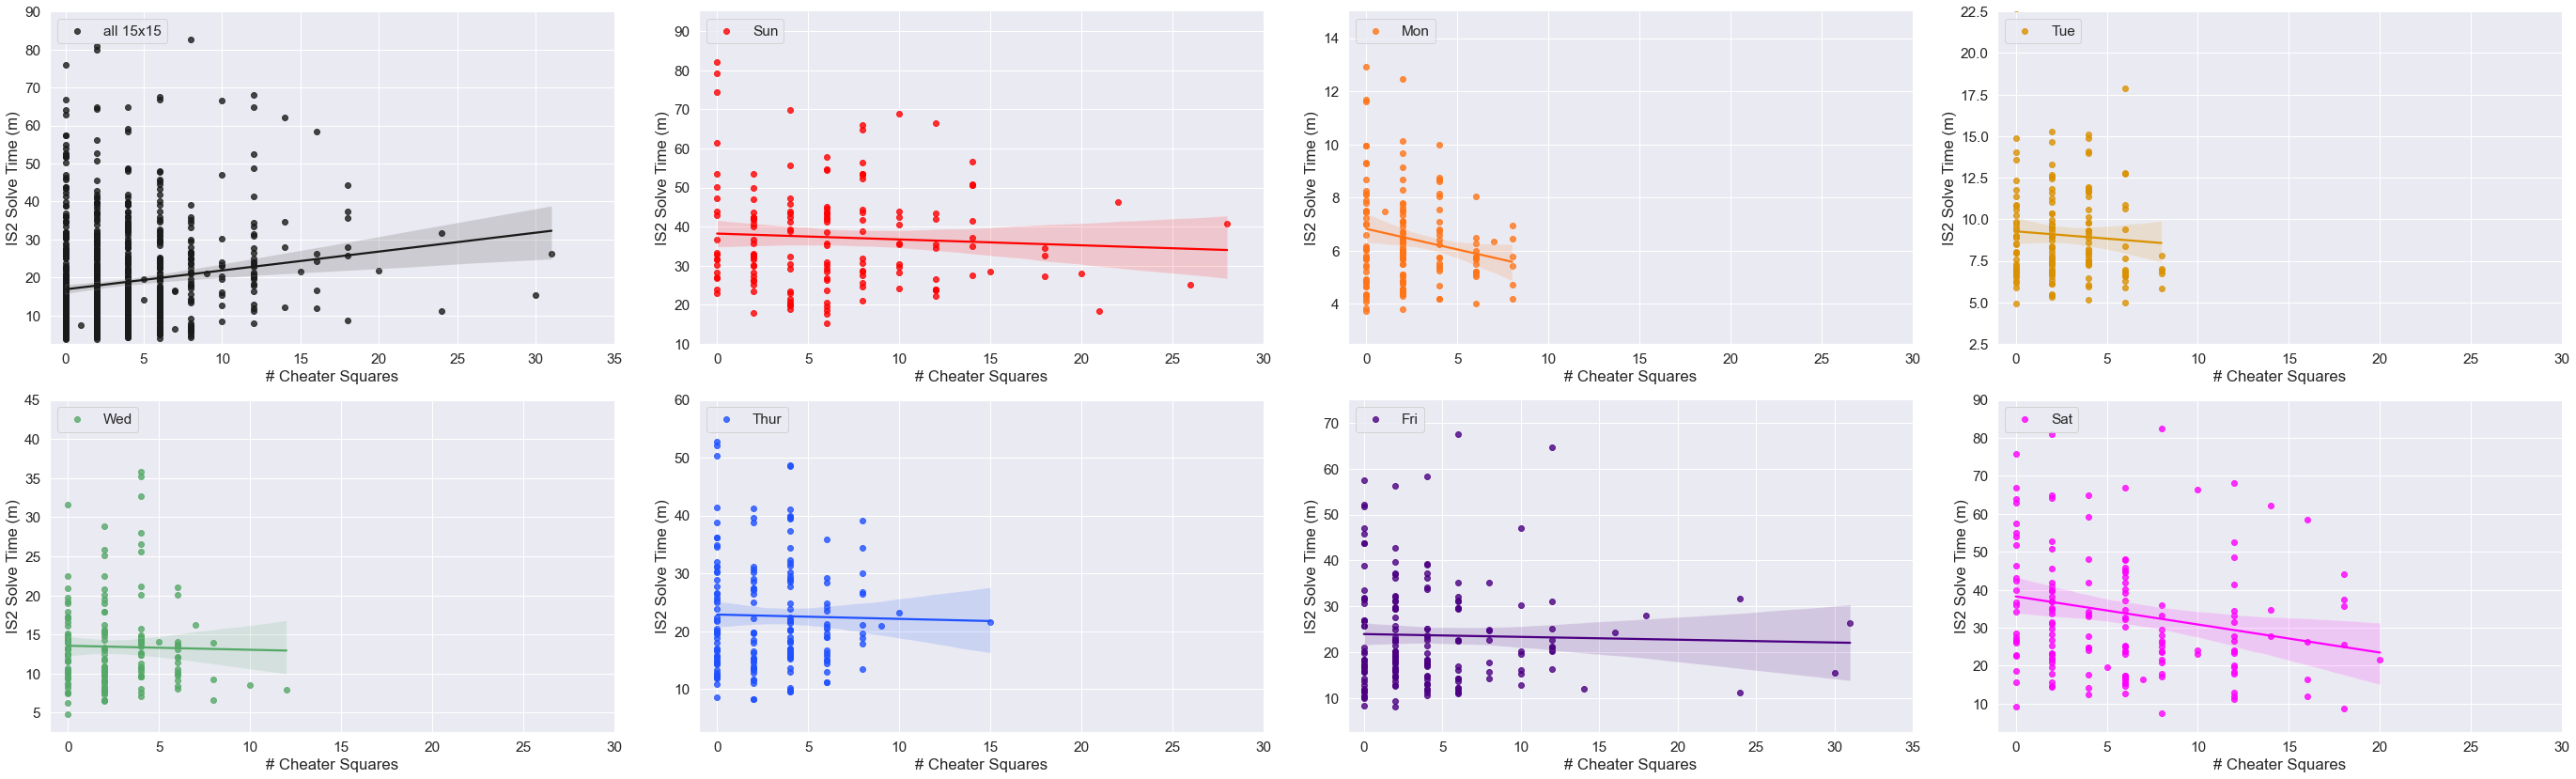 all 15x15
IS2 Solve Time (m)
90
80
70
60
50
40
30
20
10
0 5 10 15 20 25 30 35
# Cheater Squares
Sun
IS2 Solve Time (m)
90
80
70
60
50
40
30
20
10
0 5 10 15 20 25 30
# Cheater Squares
Mon
IS2 Solve Time (m)
14
12
10
8
6
4
0 5 10 15 20 25 30
# Cheater Squares
Tue
IS2 Solve Time (m)
22.5
20.0
17.5
15.0
12.5
10.0
7.5
5.0
2.5
0 5 10 15 20 25 30
# Cheater Squares
Wed
IS2 Solve Time (m)
45
40
35
30
25
20
15
10
5
0 5 10 15 20 25 30
# Cheater Squares
Thur
IS2 Solve Time (m)
60
50
40
30
20
10
0 5 10 15 20 25 30
# Cheater Squares
Fri
IS2 Solve Time (m)
70
60
50
40
30
20
10
0 5 10 15 20 25 30 35
# Cheater Squares
Sat
IS2 Solve Time (m)
90
80
70
60
50
40
30
20
10
0 5 10 15 20 25 30
# Cheater Squares